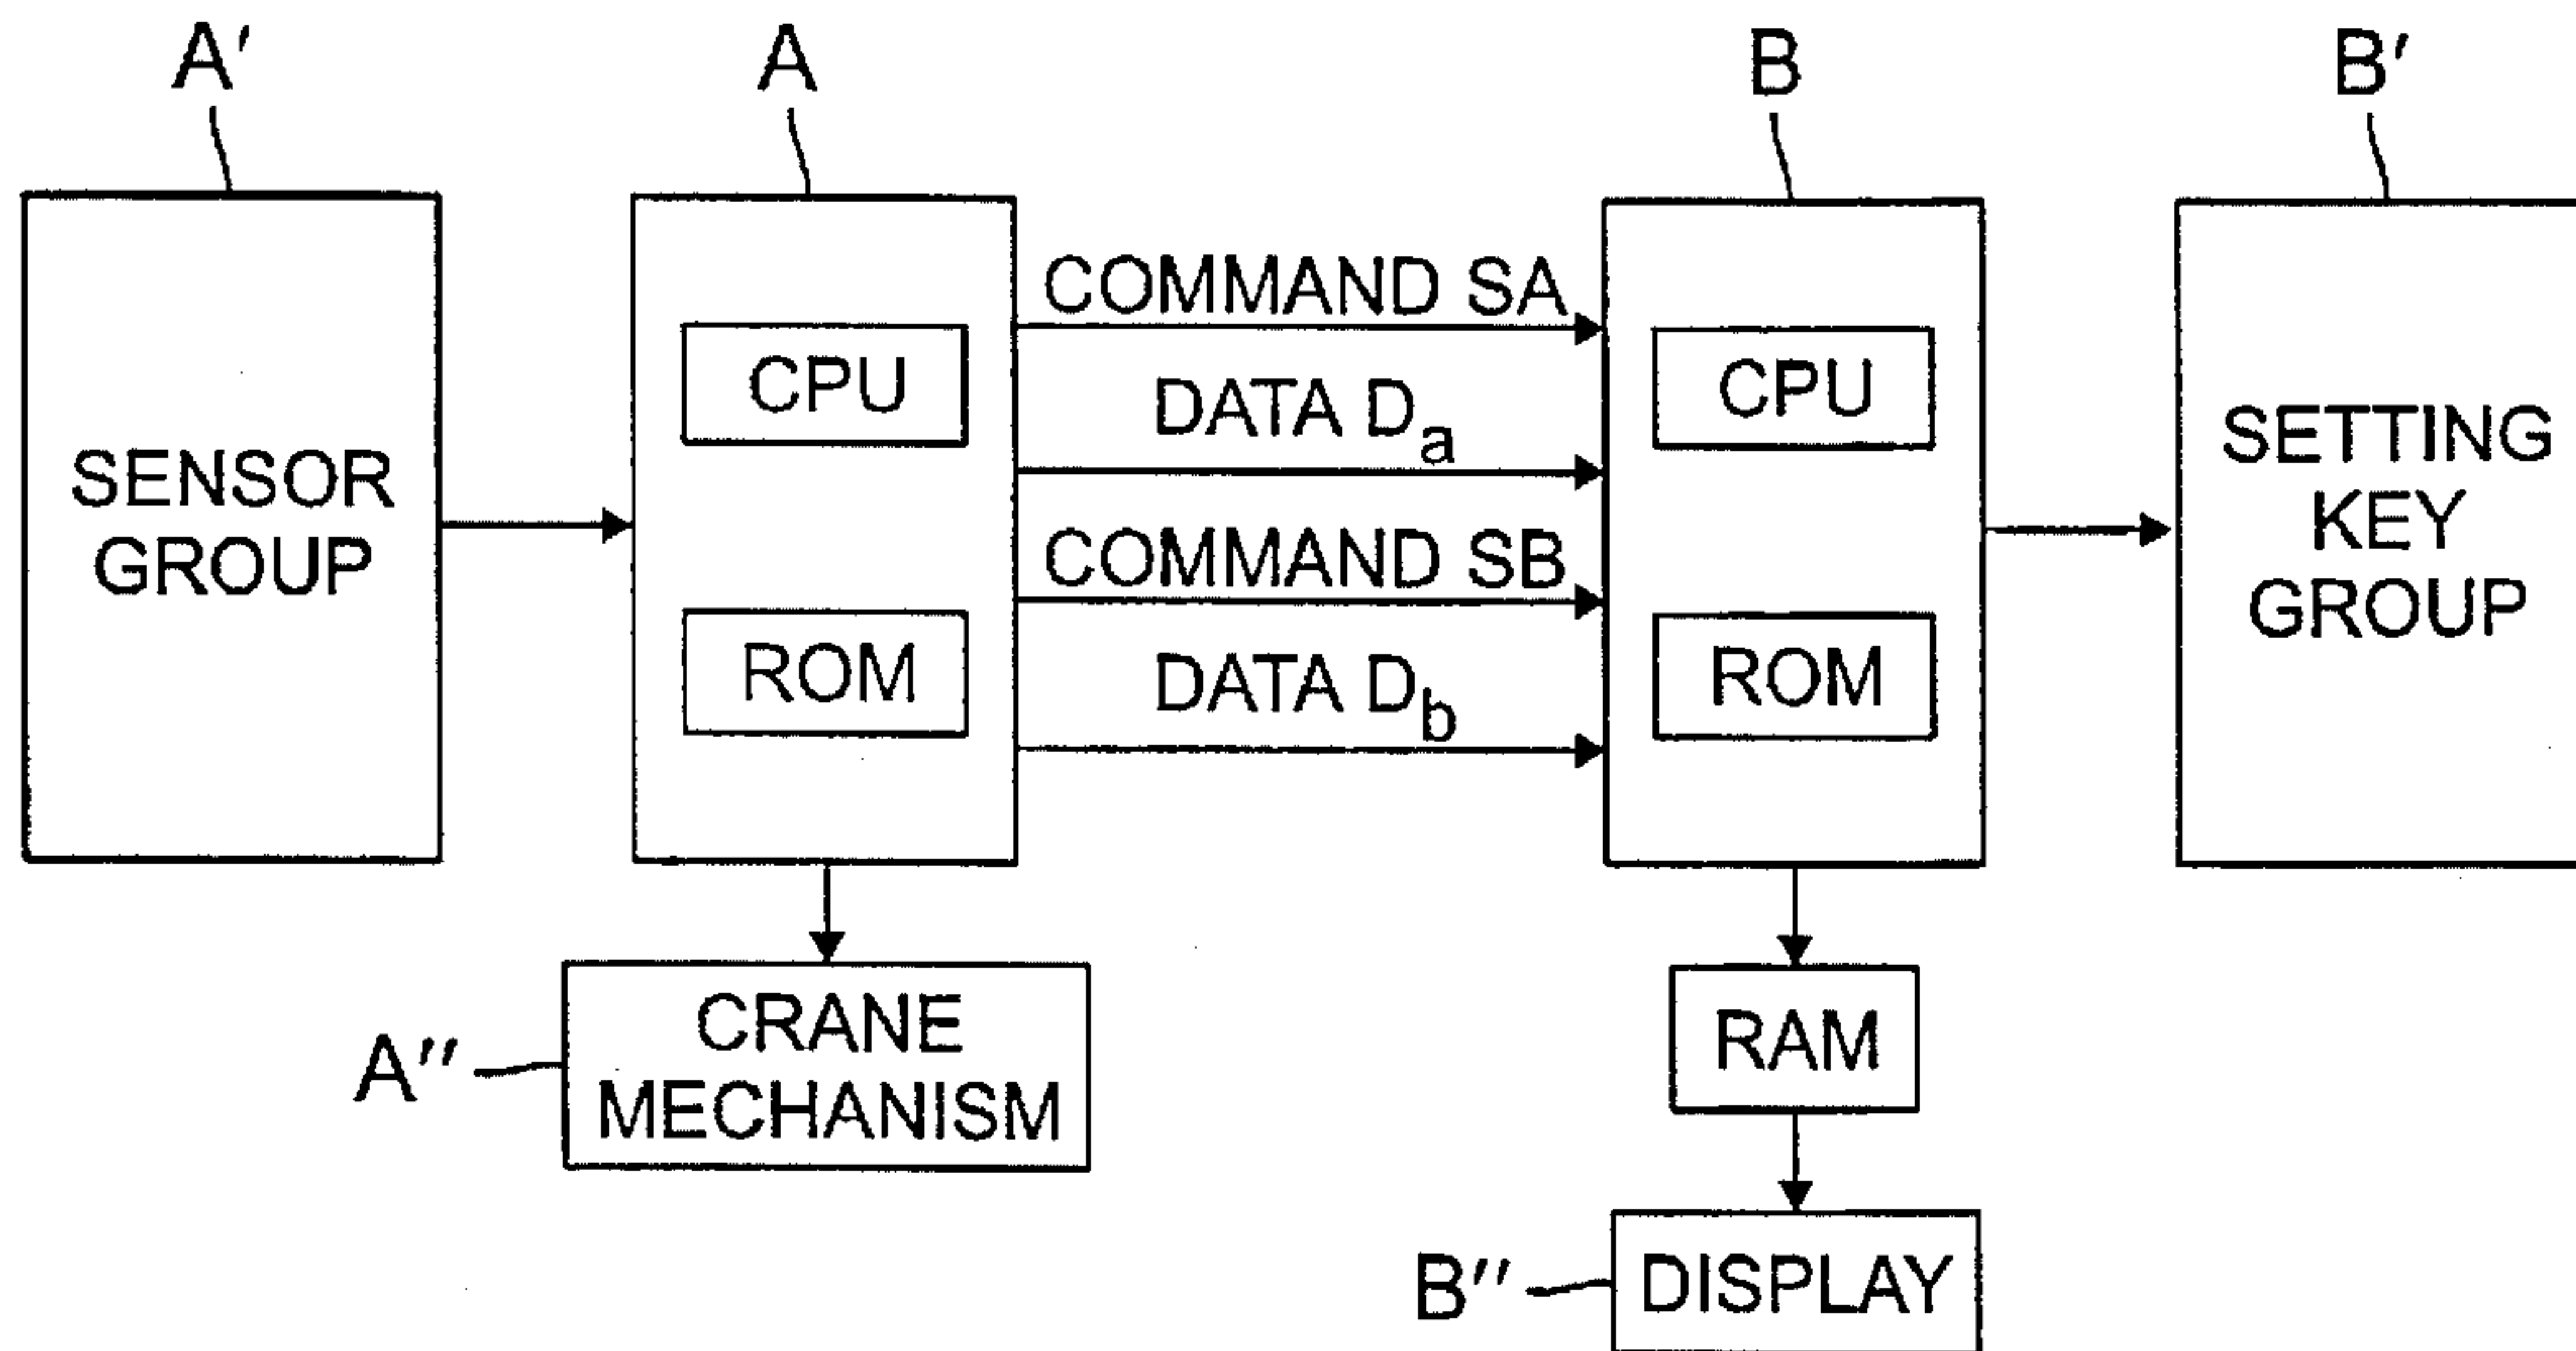 A′
A
B
B′
SENSOR
GROUP
CPU
ROM
COMMAND SA
DATA Da
COMMAND SB
DATA Db
CPU
ROM
SETTING
KEY
GROUP
A″
CRANE
MECHANISM
RAM
B″
DISPLAY